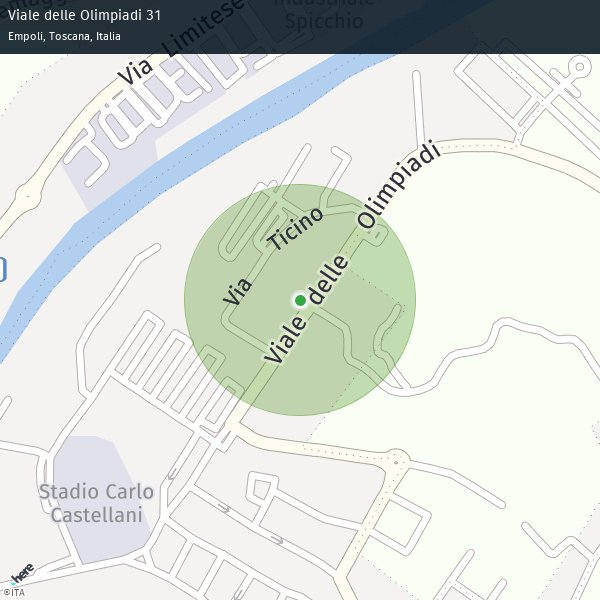 Viale delle Olimpiadi 31
Empoli, Toscana, Italia
Spicchio
Via Limitese
Viale delle Olimpiadi
Via Ticino
Stadio Carlo
Castellani
here
©ITA